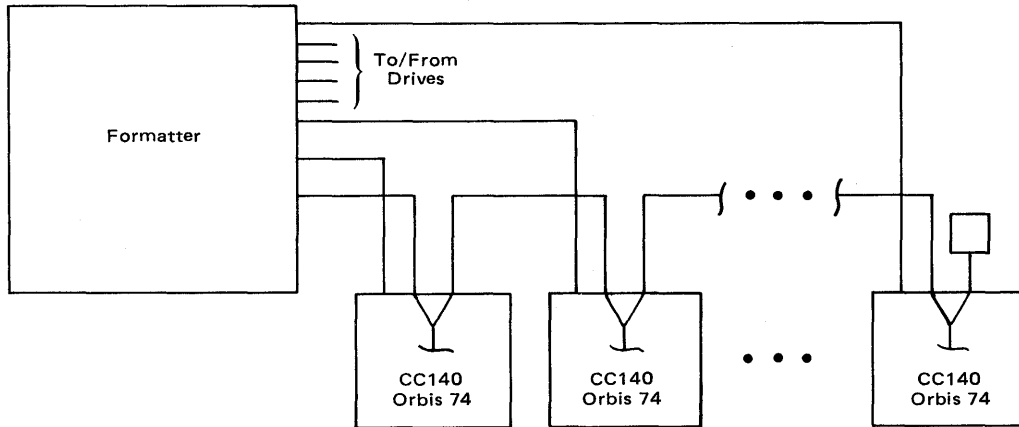 To/From
Drives
Formatter
CC140
Orbis 74
CC140
Orbis 74
CC140
Orbis 74